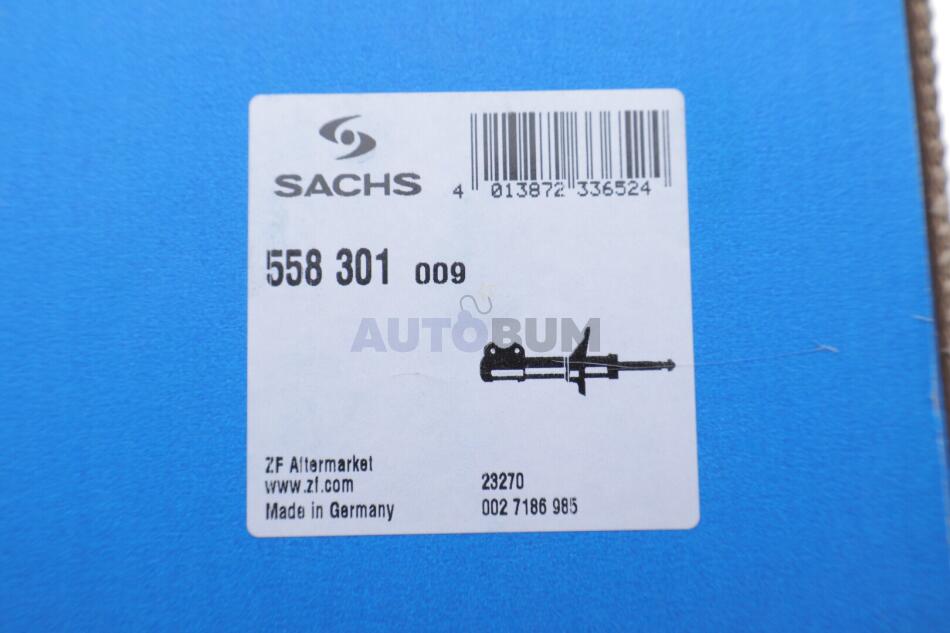 SACHS
4 013872 336524
558 301 009
AUTOBUM
ZF Aftermarket
www.zf.com
Made in Germany
23270
002 7186 985